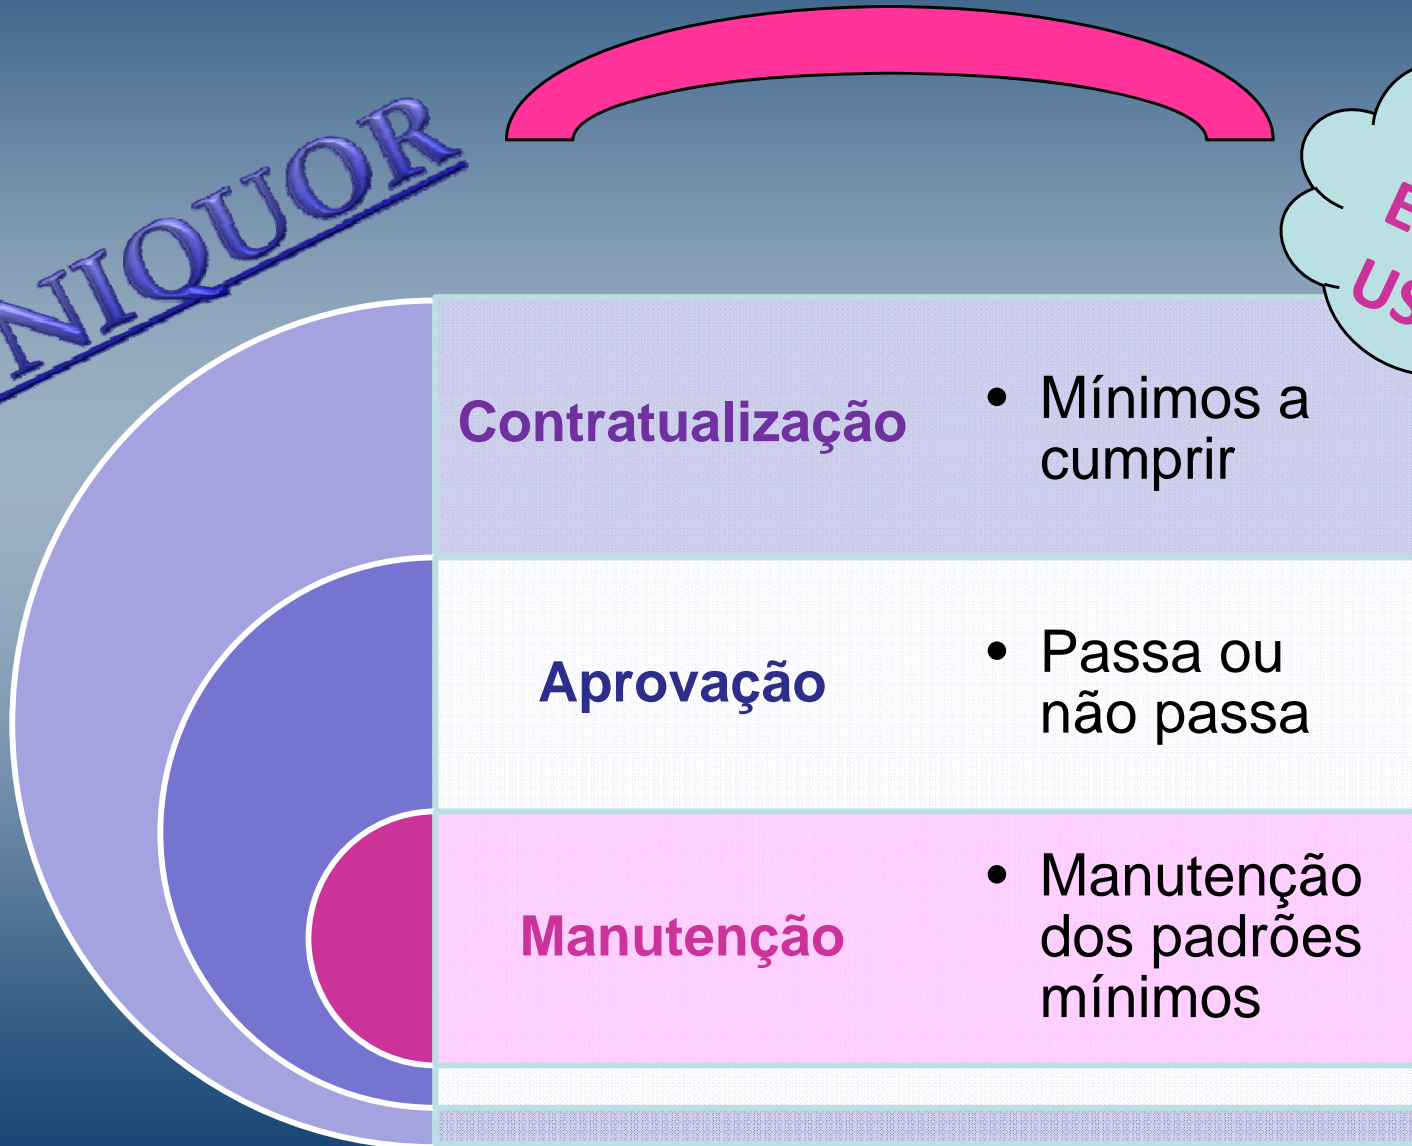 NIQUOR
Contratualização
• Mínimos a
cumprir
Aprovação
• Passa ou
não passa
Manutenção
• Manutenção
dos padrões
mínimos